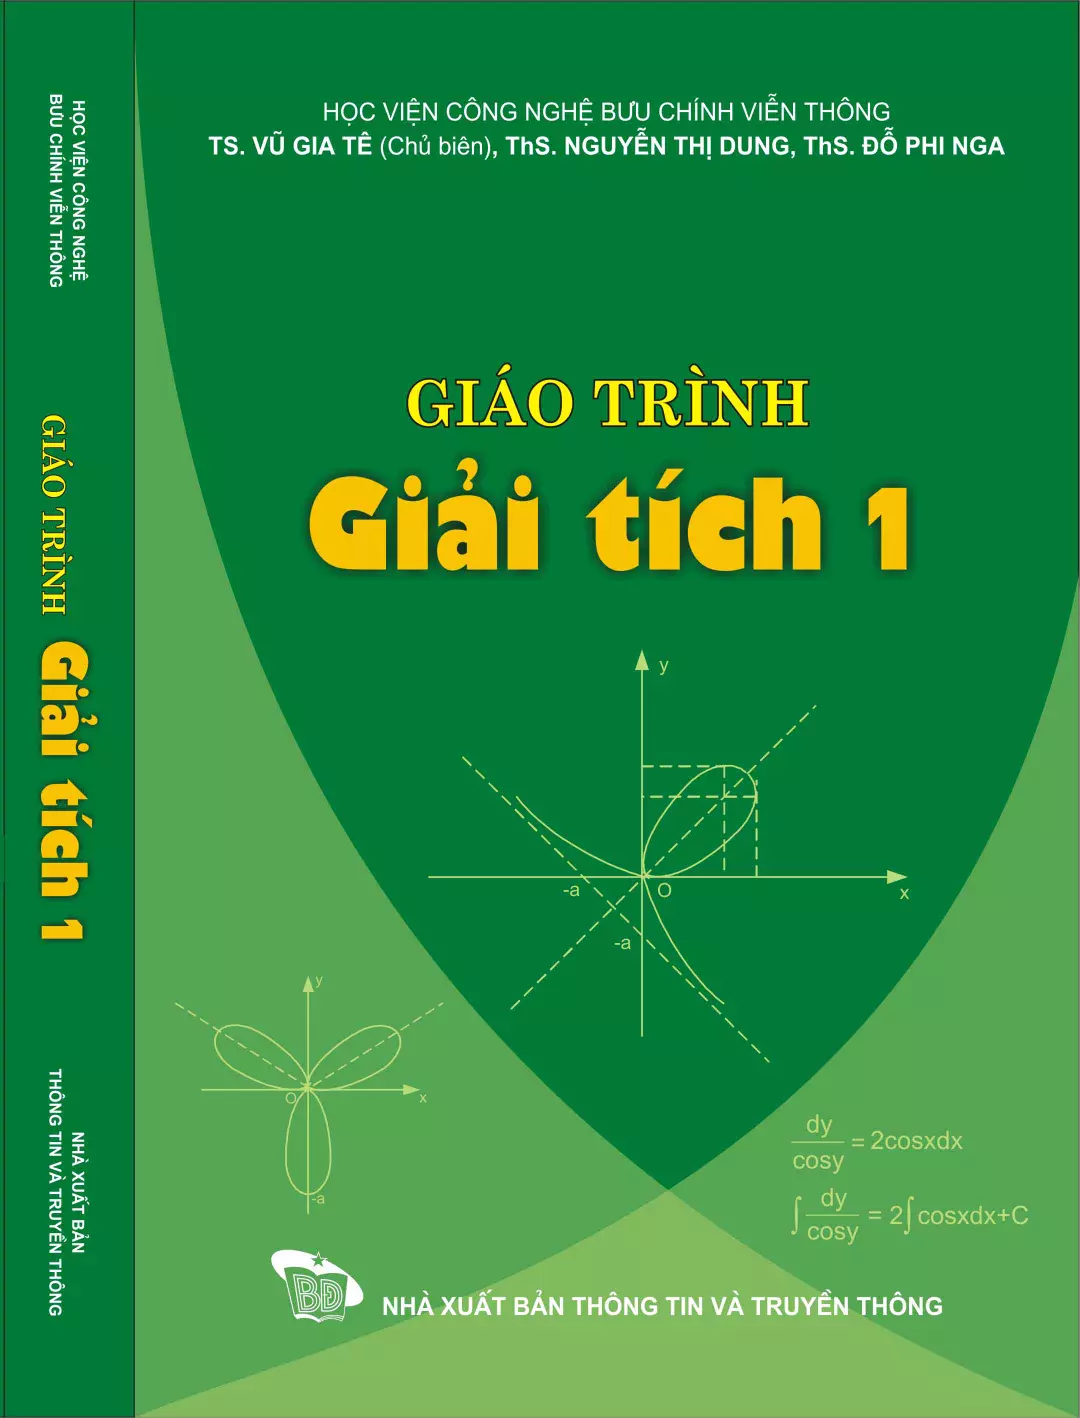 HỌC VIỆN CÔNG NGHỆ
BƯU CHÍNH VIỄN THÔNG
GIÁO TRÌNH
Giải tích 1
NHÀ XUẤT BẢN
THÔNG TIN VÀ TRUYỀN THÔNG
HỌC VIỆN CÔNG NGHỆ BƯU CHÍNH VIỄN THÔNG
TS. VŨ GIA TÊ (Chủ biên), ThS. NGUYỄN THỊ DUNG, ThS. ĐỖ PHI NGA
GIÁO TRÌNH
Giải tích 1
y
-a
O
x
-a
y
O
x
-a
dy
cosy
= 2cosxdx
∫ dy
cosy
= 2∫cosxdx+C
BĐ
NHÀ XUẤT BẢN THÔNG TIN VÀ TRUYỀN THÔNG